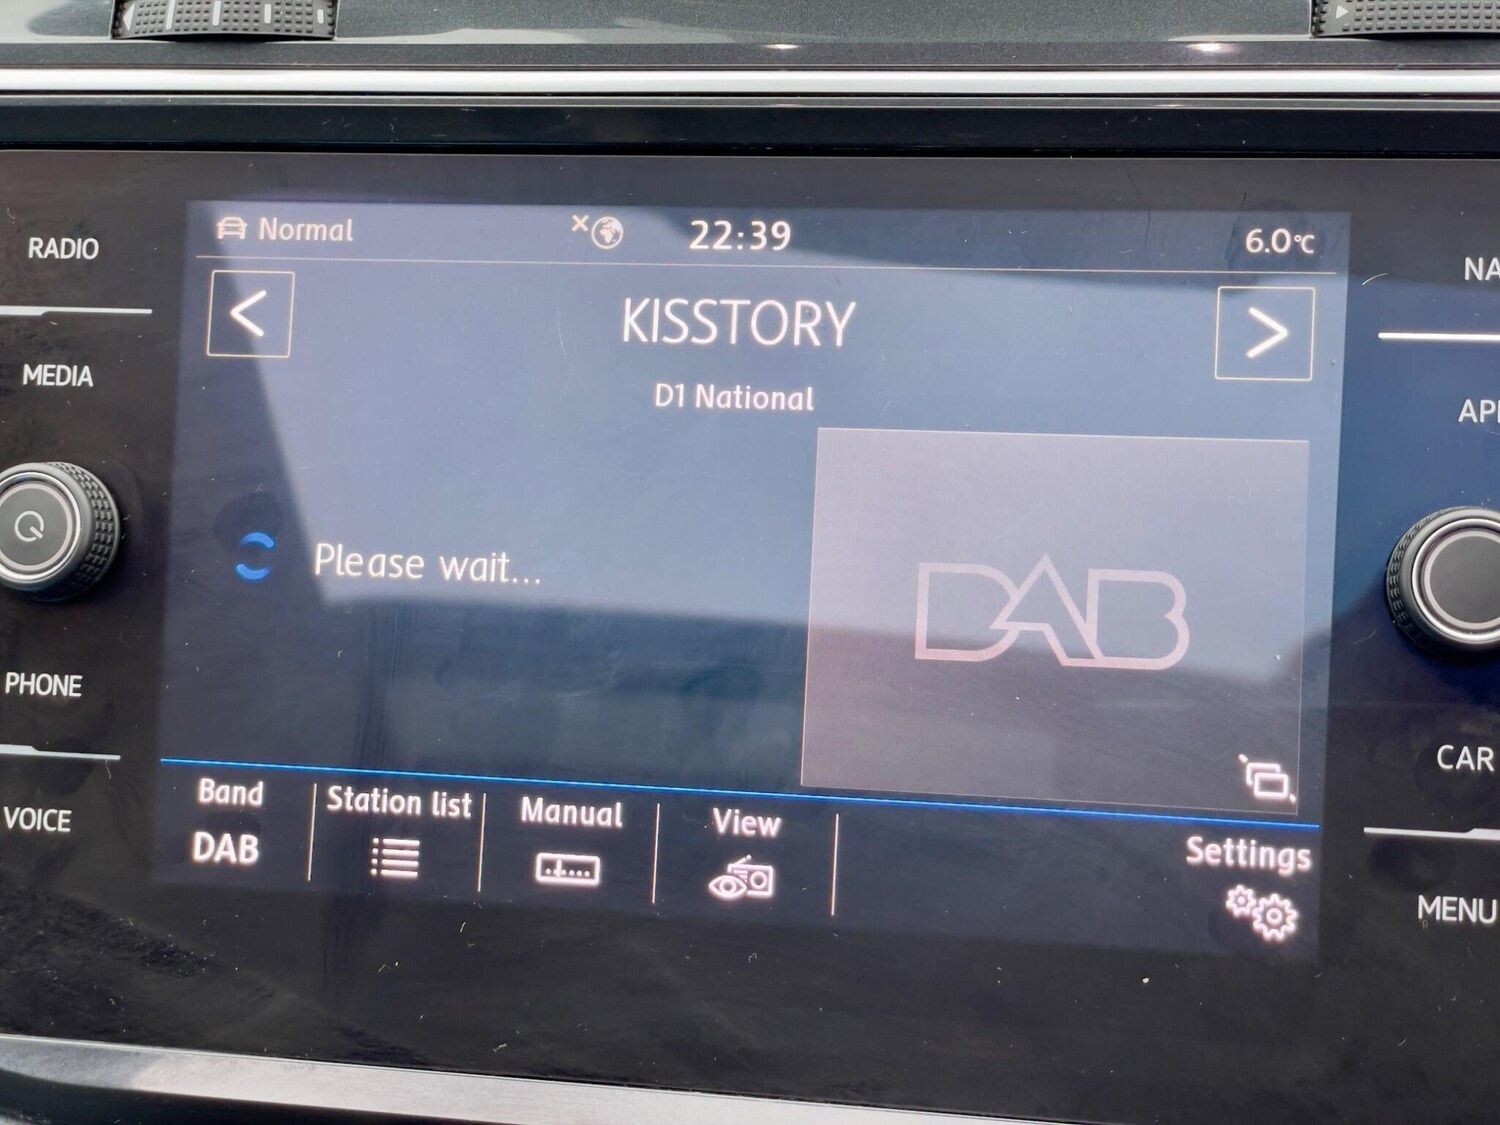 Normal
22:39
6.0°C
RADIO
NA
KISSTORY
MEDIA
D1 National
Please wait...
DAB
PHONE
CAR
VOICE
Band
Station list
Manual
View
DAB
Settings
MENU